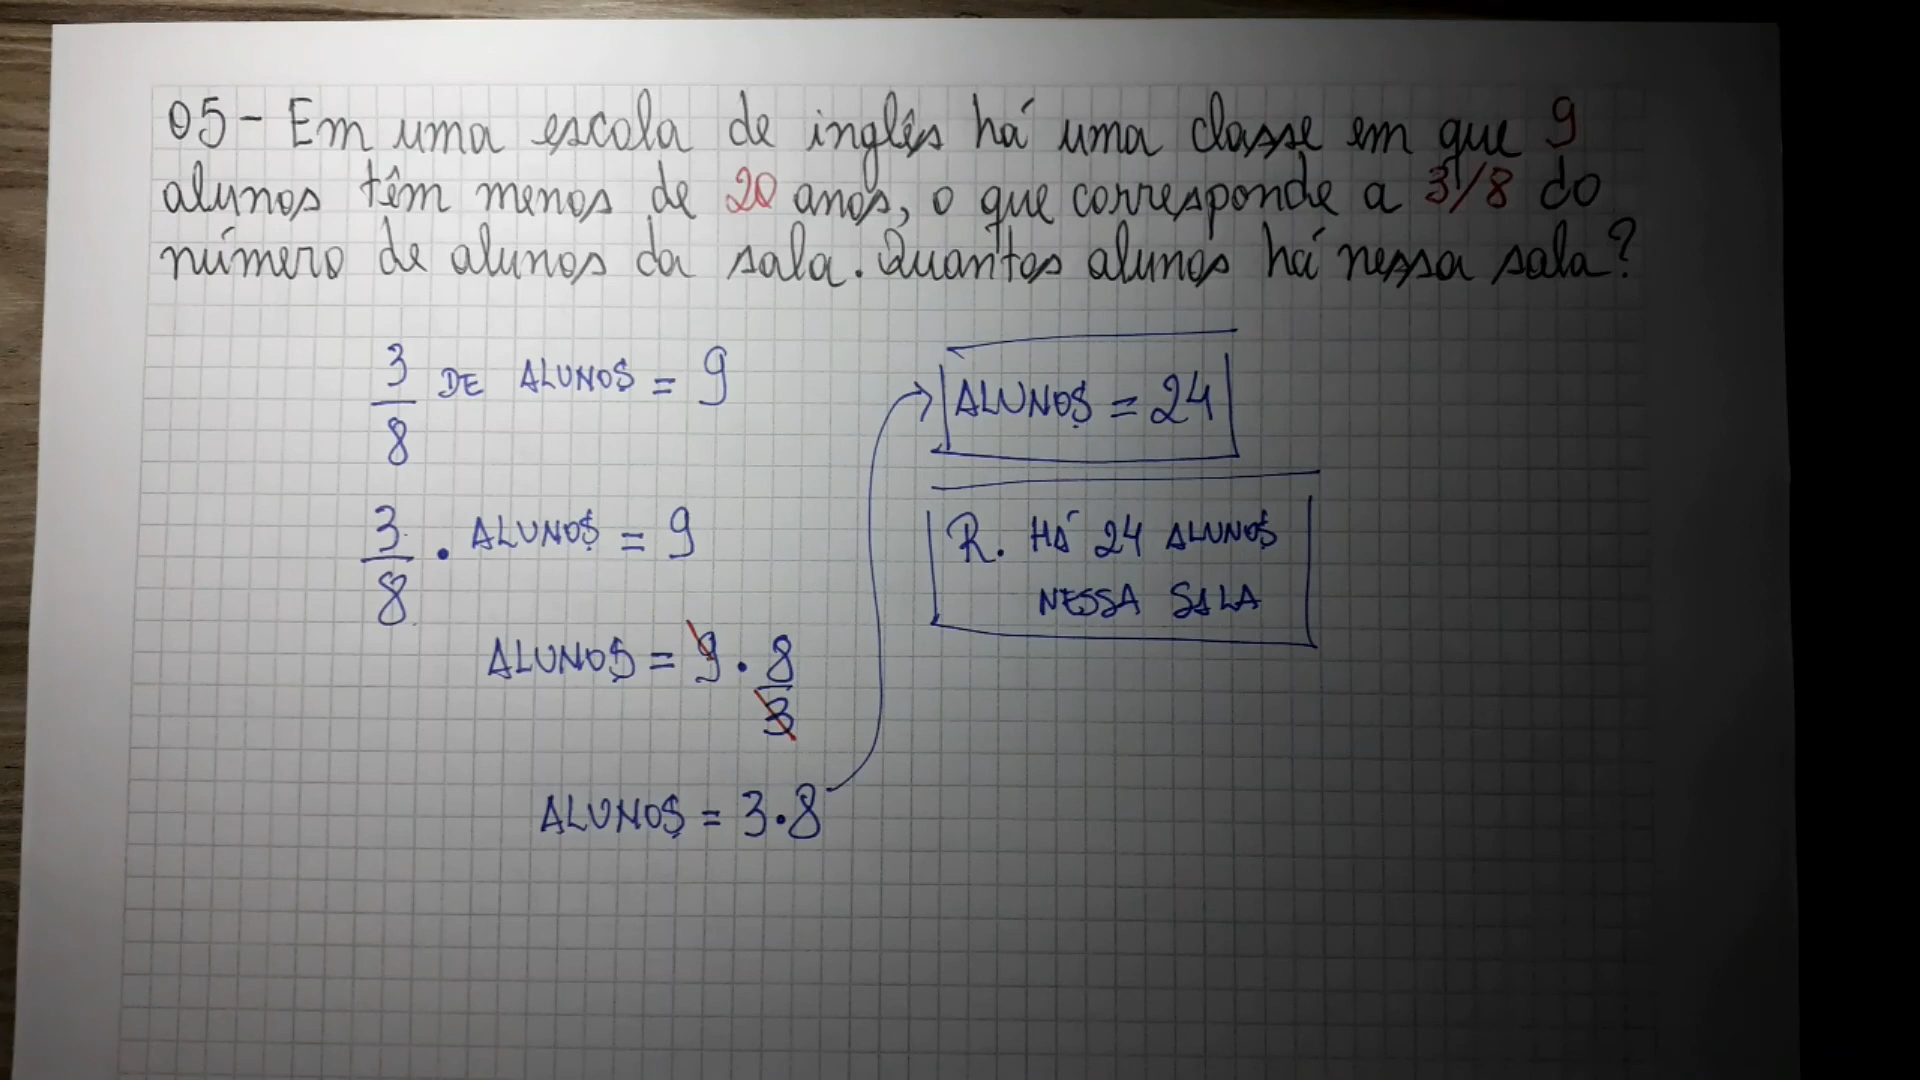 05- Em uma escola de inglês há uma classe em que 9
alunos têm menos de 20 anos, o que corresponde a 3/8 do
número de alunos da sala. Quantos alunos há nessa sala?
3/8 DE ALUNOS = 9
3/8 . ALUNOS = 9
ALUNOS = 9 . 8/3
ALUNOS = 3.8
ALUNOS = 24
R. HÁ 24 ALUNOS
NESSA SALA